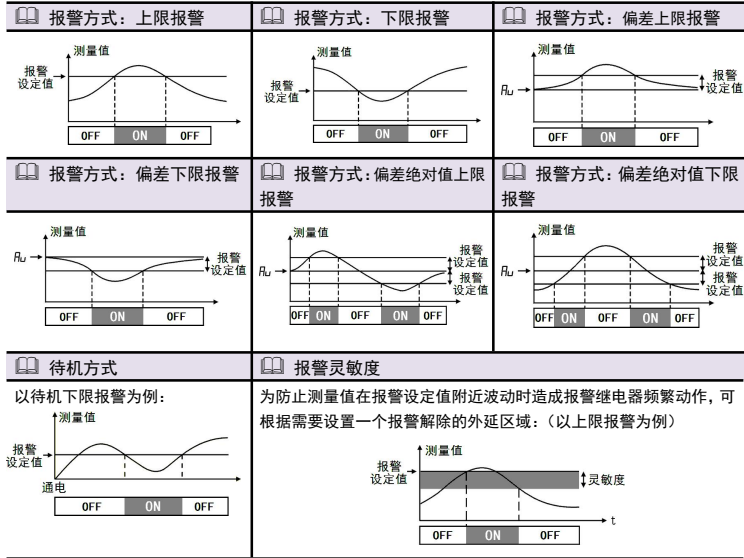 报警方式：上限报警
测量值
报警
设定值
OFF ON OFF
报警方式：下限报警
测量值
报警
设定值
OFF ON OFF
报警方式：偏差上限报警
测量值
Au
报警
设定值
OFF ON OFF
报警方式：偏差下限报警
测量值
Au
报警
设定值
OFF ON OFF
报警方式：偏差绝对值上限
报警
测量值
Au
报警
设定值
报警
设定值
OFF ON OFF ON OFF
报警方式：偏差绝对值下限
报警
测量值
Au
报警
设定值
报警
设定值
OFF ON OFF ON OFF
待机方式
以待机下限报警为例：
测量值
报警
设定值
通电
OFF ON OFF
报警灵敏度
为防止测量值在报警设定值附近波动时造成报警继电器频繁动作，可
根据需要设置一个报警解除的外延区域：（以上限报警为例）
测量值
报警
设定值
灵敏度
t
OFF ON OFF